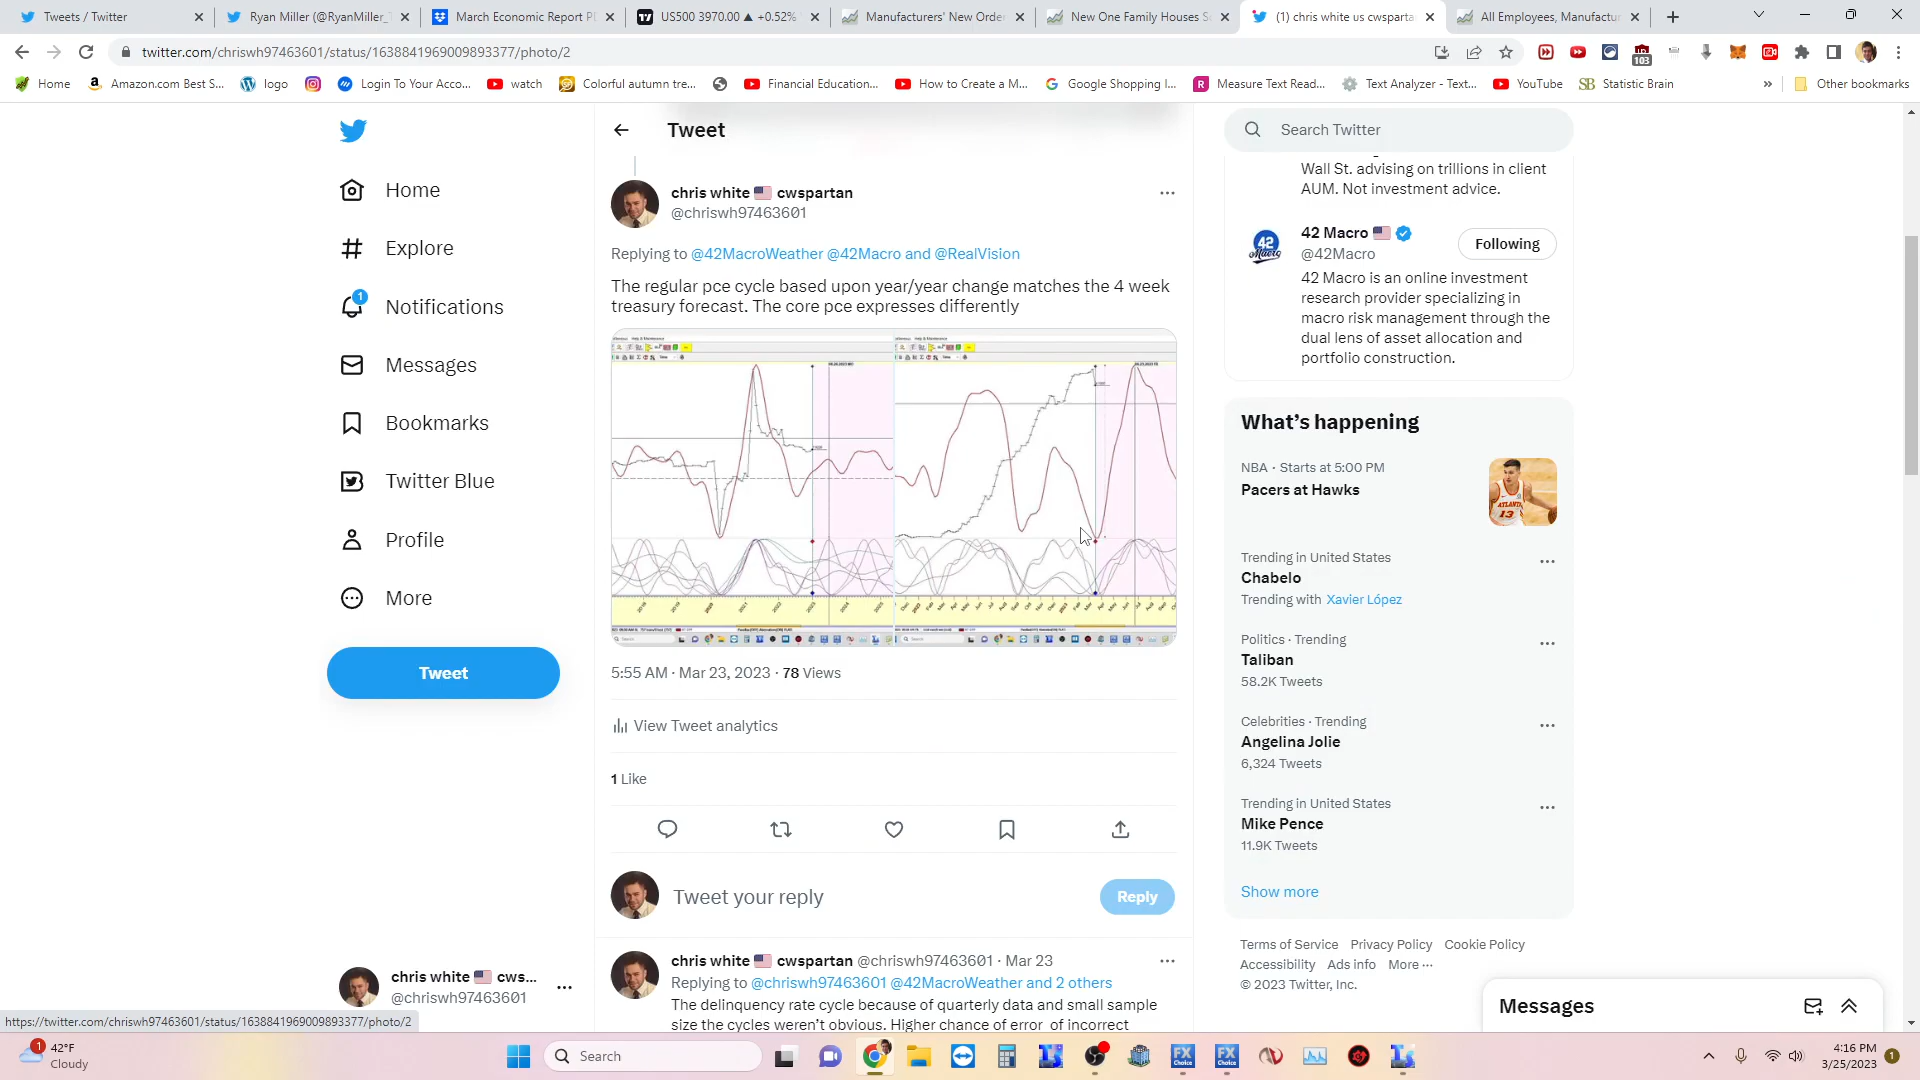 Tweets / Twitter
Ryan Miller (@RyanMiller_
March Economic Report P
US500 3970.00 ▲ +0.52%
Manufacturers' New Orde
New One Family Houses S
(1) chris white us cwsparta
All Employees, Manufactu
twitter.com/chriswh97463601/status/1638841969009893377/photo/2
103
Home
Amazon.com Best S...
logo
Login To Your Acco...
watch
Colorful autumn tre...
Financial Education...
How to Create a M...
Google Shopping I...
Measure Text Read...
Text Analyzer - Text...
YouTube
SB Statistic Brain
»
Other bookmarks
Home
Explore
1
Notifications
Messages
Bookmarks
Twitter Blue
Profile
More
Tweet
chris white 🇺🇸 cws...
@chriswh97463601
Tweet
chris white 🇺🇸 cwspartan
@chriswh97463601
Replying to @42MacroWeather @42Macro and @RealVision
The regular pce cycle based upon year/year change matches the 4 week
treasury forecast. The core pce expresses differently
5:55 AM · Mar 23, 2023 · 78 Views
View Tweet analytics
1 Like
Tweet your reply
Reply
chris white 🇺🇸 cwspartan @chriswh97463601 · Mar 23
Replying to @chriswh97463601 @42MacroWeather and 2 others
The delinquency rate cycle because of quarterly data and small sample
size the cycles weren't obvious. Higher chance of error of incorrect
Search Twitter
Wall St. advising on trillions in client
AUM. Not investment advice.
42 Macro
42 Macro 🇺🇸
@42Macro
Following
42 Macro is an online investment
research provider specializing in
macro risk management through the
dual lens of asset allocation and
portfolio construction.
What's happening
NBA · Starts at 5:00 PM
Pacers at Hawks
Trending in United States
Chabelo
Trending with Xavier López
Politics · Trending
Taliban
58.2K Tweets
Celebrities · Trending
Angelina Jolie
6,324 Tweets
Trending in United States
Mike Pence
11.9K Tweets
Show more
Terms of Service Privacy Policy Cookie Policy
Accessibility Ads info More ···
© 2023 Twitter, Inc.
Messages
https://twitter.com/chriswh97463601/status/1638841969009893377/photo/2
1
42°F
Cloudy
Search
FX Choice
FX Choice
4:16 PM
3/25/2023
1